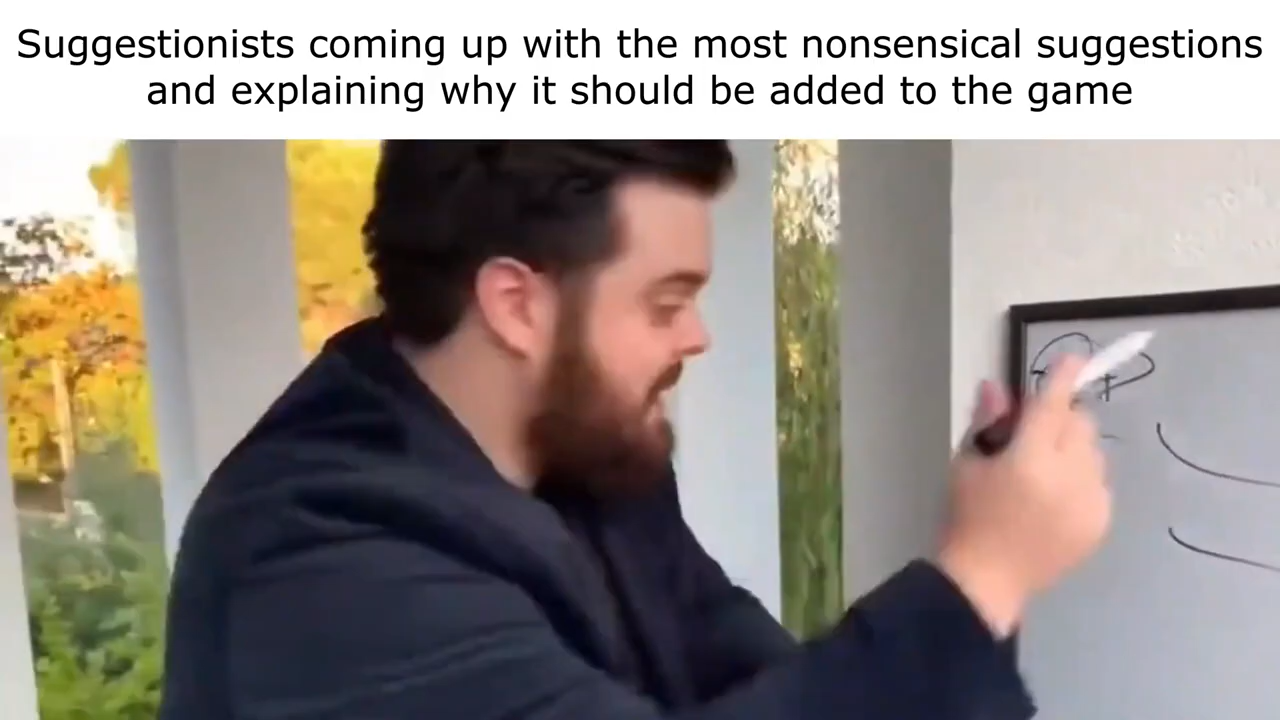 Suggestionists coming up with the most nonsensical suggestions
and explaining why it should be added to the game